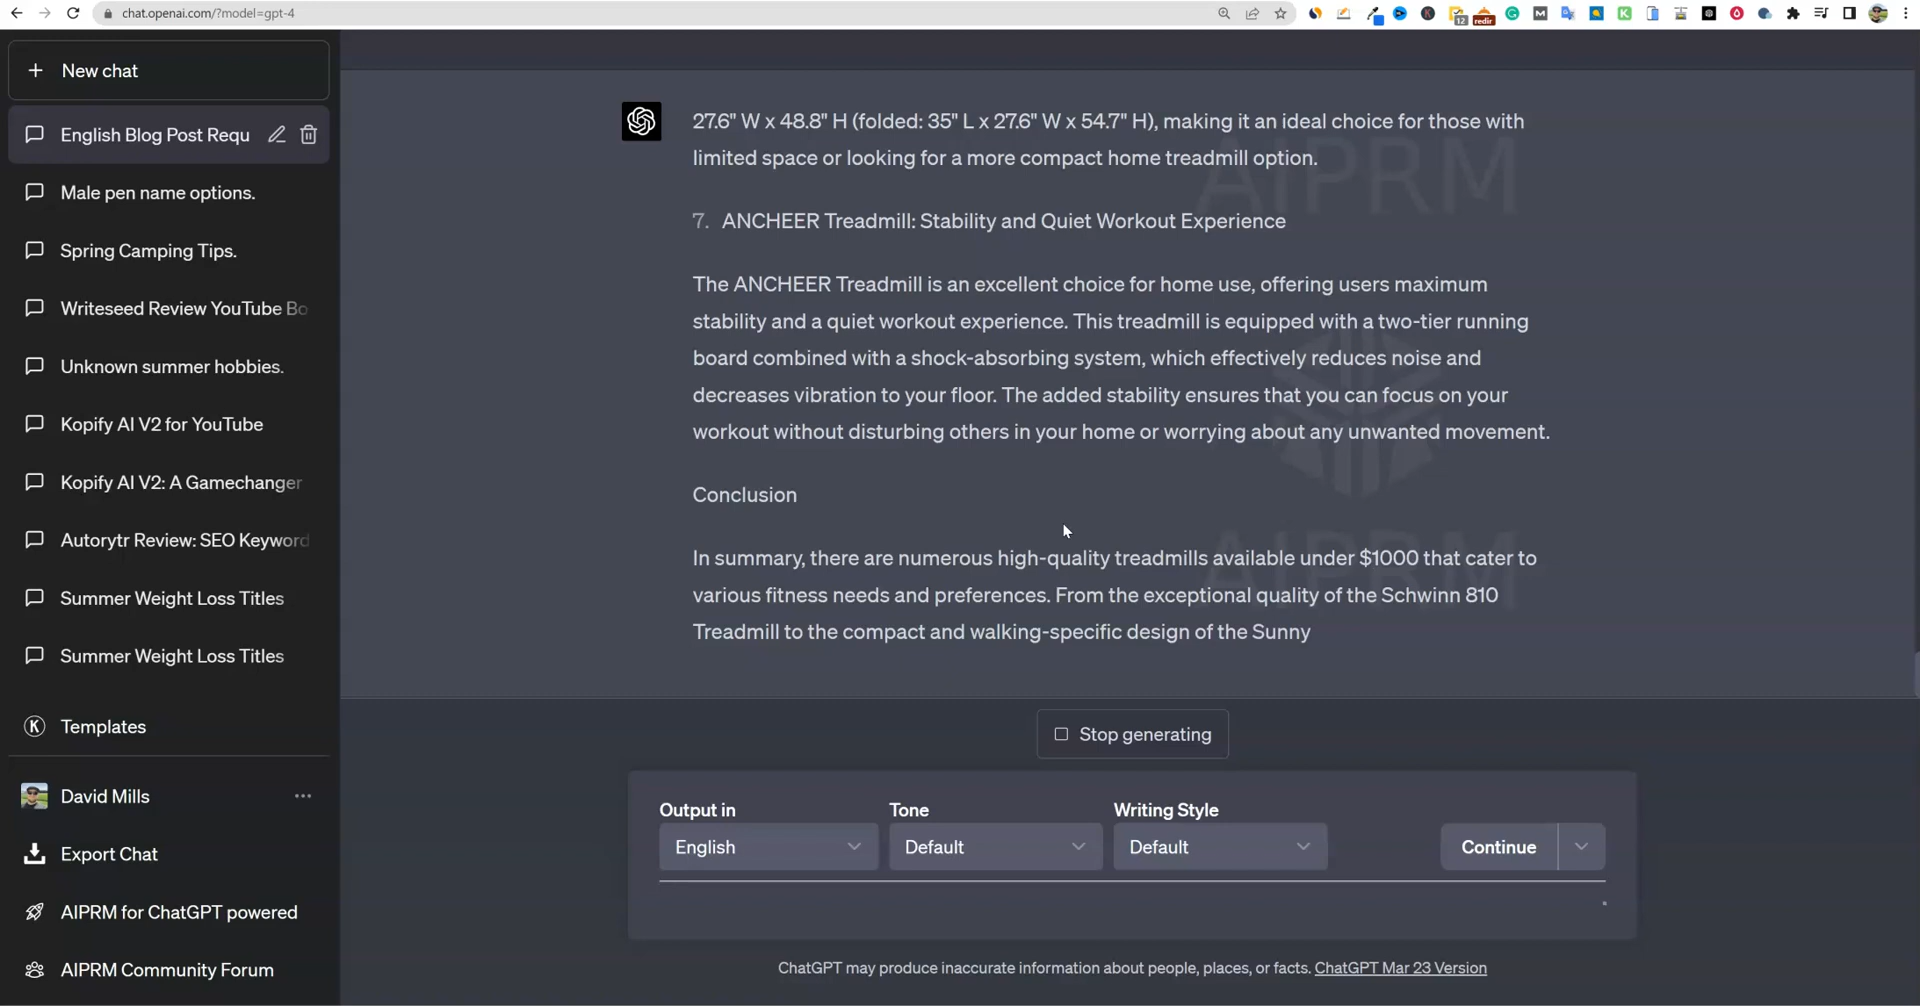 chat.openai.com/?model=gpt-4
12
redir
New chat
English Blog Post Requ
Male pen name options.
Spring Camping Tips.
Writeseed Review YouTube Bo
Unknown summer hobbies.
Kopify AI V2 for YouTube
Kopify AI V2: A Gamechanger
Autorytr Review: SEO Keyword
Summer Weight Loss Titles
Summer Weight Loss Titles
Templates
David Mills
Export Chat
AIPRM for ChatGPT powered
AIPRM Community Forum
27.6" W x 48.8" H (folded: 35" L x 27.6" W x 54.7" H), making it an ideal choice for those with
limited space or looking for a more compact home treadmill option.
AIPRM
7. ANCHEER Treadmill: Stability and Quiet Workout Experience
The ANCHEER Treadmill is an excellent choice for home use, offering users maximum
stability and a quiet workout experience. This treadmill is equipped with a two-tier running
board combined with a shock-absorbing system, which effectively reduces noise and
decreases vibration to your floor. The added stability ensures that you can focus on your
workout without disturbing others in your home or worrying about any unwanted movement.
Conclusion
In summary, there are numerous high-quality treadmills available under $1000 that cater to
various fitness needs and preferences. From the exceptional quality of the Schwinn 810
Treadmill to the compact and walking-specific design of the Sunny
AIPRM
Stop generating
Output in
Tone
Writing Style
English
Default
Default
Continue
ChatGPT may produce inaccurate information about people, places, or facts. ChatGPT Mar 23 Version